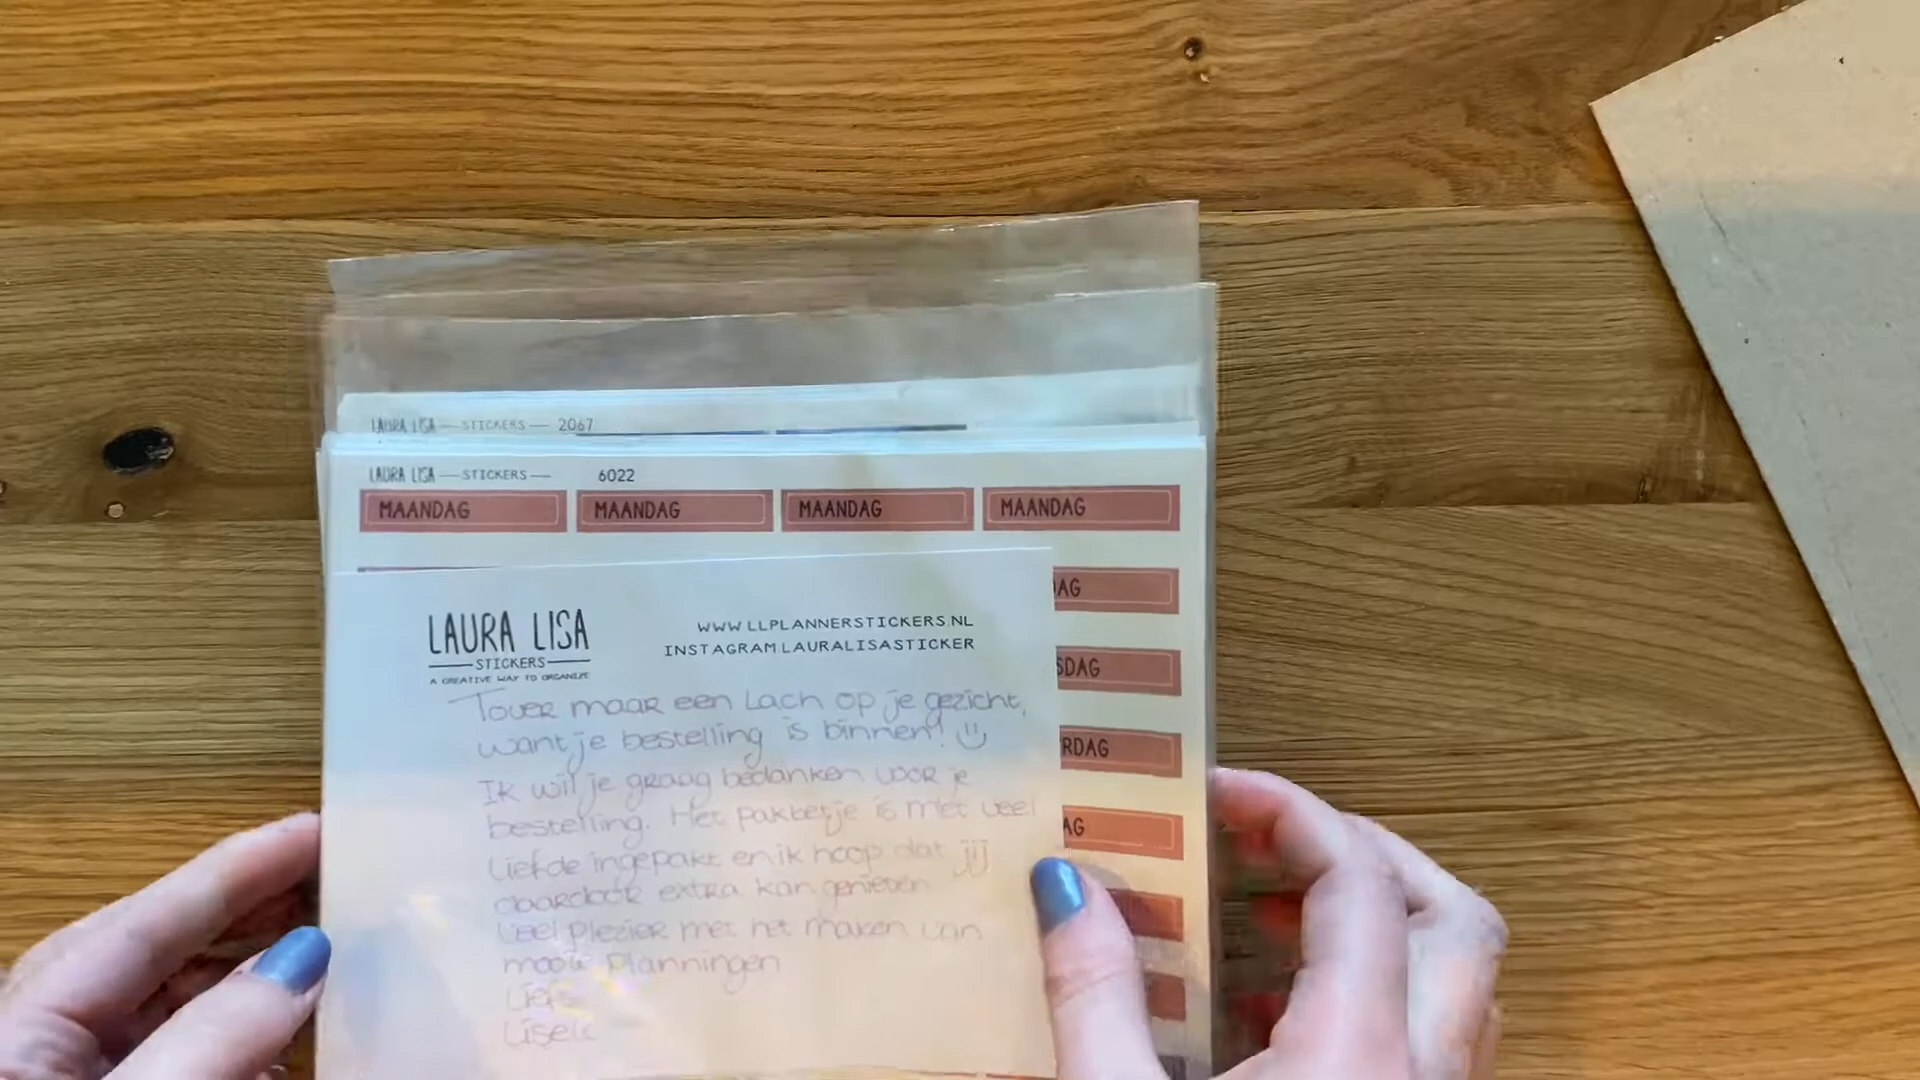 LAURA LISA — STICKERS — 2067
LAURA LISA — STICKERS — 6022
MAANDAG MAANDAG MAANDAG MAANDAG
DAG
SDAG
RDAG
AG
LAURA LISA
STICKERS
A CREATIVE WAY TO ORGANIZE
WWW.LLPLANNERSTICKERS.NL
INSTAGRAM.LAURALISASTICKER
Tover maar een lach op je gezicht,
want je bestelling is binnen!
Ik wil je graag bedanken voor je
bestelling. Het pakketje is met veel
liefde ingepakt en ik hoop dat jij
daardoor extra kan genieten
veel plezier met het maken van
mooie planningen
Liefs